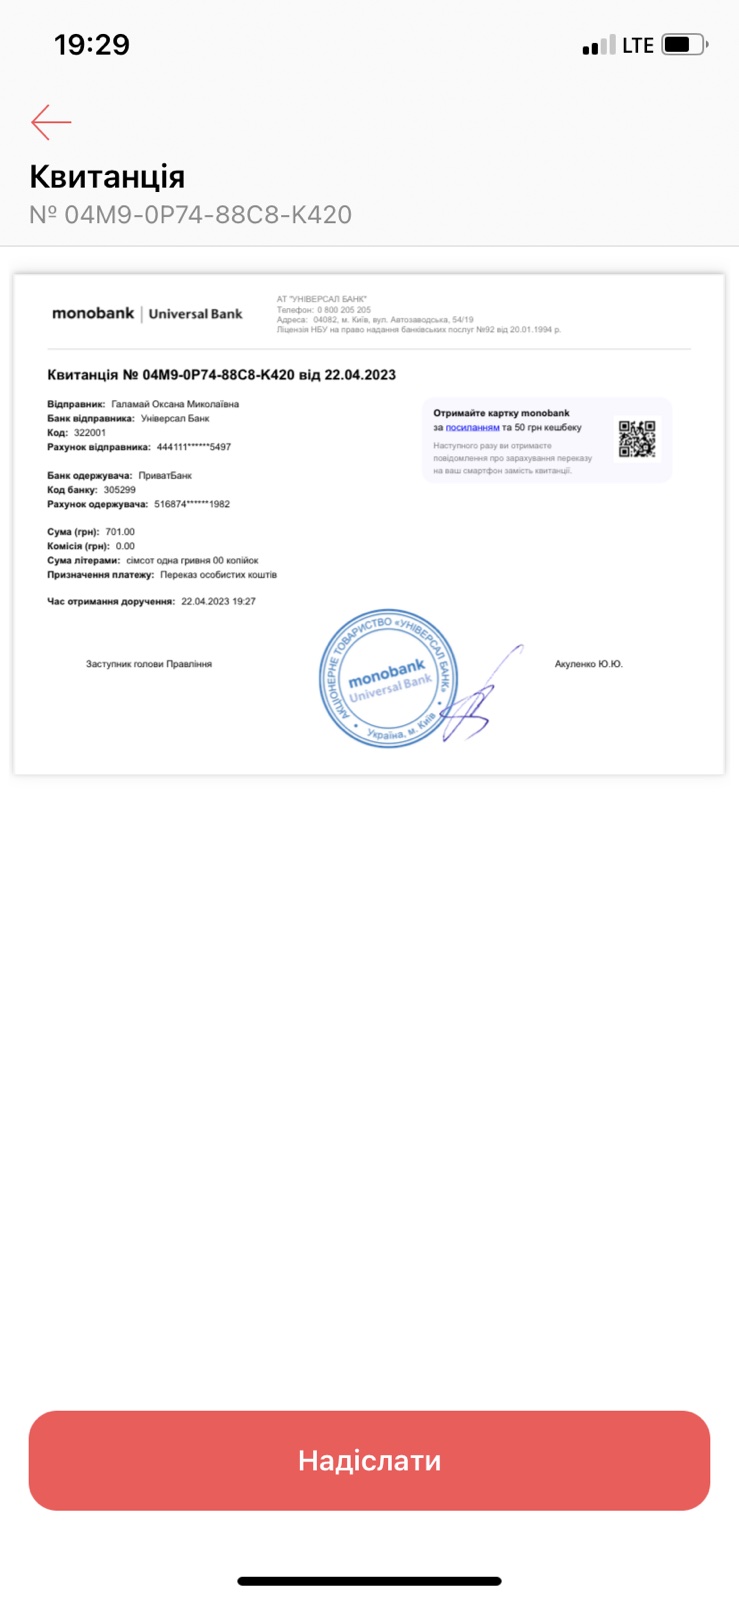 19:29
LTE
Квитанція
№ 04M9-0P74-88C8-K420
monobank | Universal Bank
АТ "УНІВЕРСАЛ БАНК"
Телефон: 0 800 205 205
Адреса: 04082, м. Київ, вул. Автозаводська, 54/19
Ліцензія НБУ на право надання банківських послуг №92 від 20.01.1994 р.
Квитанція № 04M9-0P74-88C8-K420 від 22.04.2023
Відправник: Галамай Оксана Миколаївна
Банк відправника: Універсал Банк
Код: 322001
Рахунок відправника: 444111******5497
Отримайте картку monobank
за посиланням та 50 грн кешбеку
Наступного разу ви отримаєте
повідомлення про зарахування переказу
на ваш смартфон замість квитанції.
Банк одержувача: ПриватБанк
Код банку: 305299
Рахунок одержувача: 516874******1982
Сума (грн): 701.00
Комісія (грн): 0.00
Сума літерами: сімсот одна гривня 00 копійок
Призначення платежу: Переказ особистих коштів
Час отримання доручення: 22.04.2023 19:27
Заступник голови Правління
АКЦІОНЕРНЕ ТОВАРИСТВО «УНІВЕРСАЛ БАНК»
monobank
Universal Bank
Україна, м. Київ
Акуленко Ю.Ю.
Надіслати